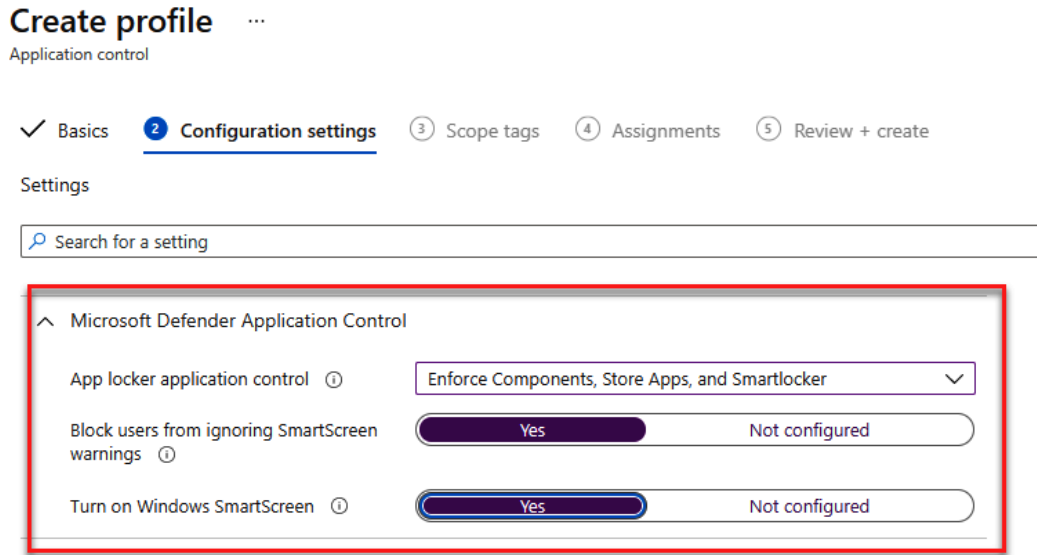 Create profile ...
Application control
Basics 2 Configuration settings 3 Scope tags 4 Assignments 5 Review + create
Settings
Search for a setting
Microsoft Defender Application Control
App locker application control Enforce Components, Store Apps, and Smartlocker
Block users from ignoring SmartScreen Yes Not configured
warnings
Turn on Windows SmartScreen Yes Not configured